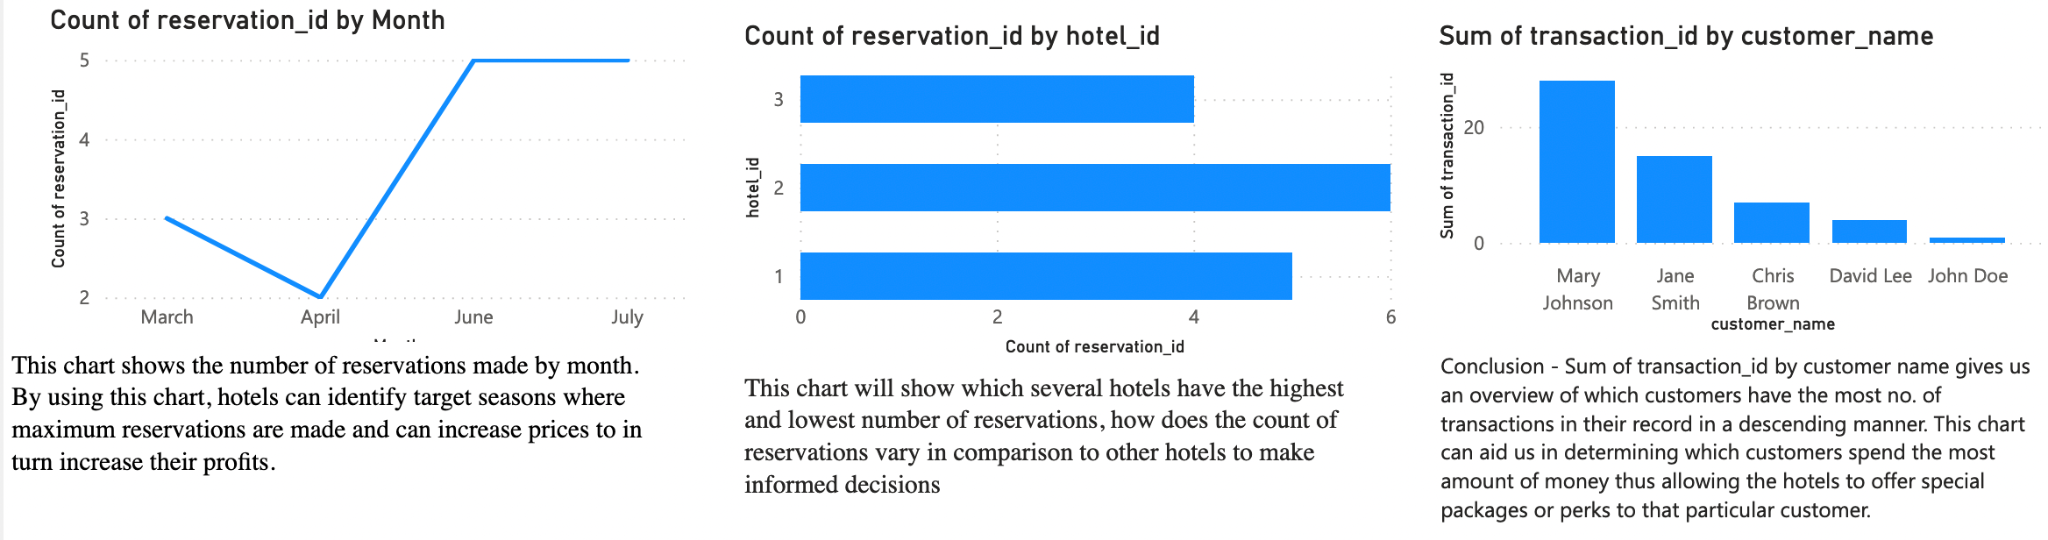 Count of reservation_id by Month
Count of reservation_id
5
4
3
2
March April June July
This chart shows the number of reservations made by month.
By using this chart, hotels can identify target seasons where
maximum reservations are made and can increase prices to in
turn increase their profits.
Count of reservation_id by hotel_id
hotel_id
3
2
1
0 2 4 6
Count of reservation_id
This chart will show which several hotels have the highest
and lowest number of reservations, how does the count of
reservations vary in comparison to other hotels to make
informed decisions
Sum of transaction_id by customer_name
Sum of transaction_id
20
0
Mary Jane Chris David Lee John Doe
Johnson Smith Brown
customer_name
Conclusion - Sum of transaction_id by customer name gives us
an overview of which customers have the most no. of
transactions in their record in a descending manner. This chart
can aid us in determining which customers spend the most
amount of money thus allowing the hotels to offer special
packages or perks to that particular customer.